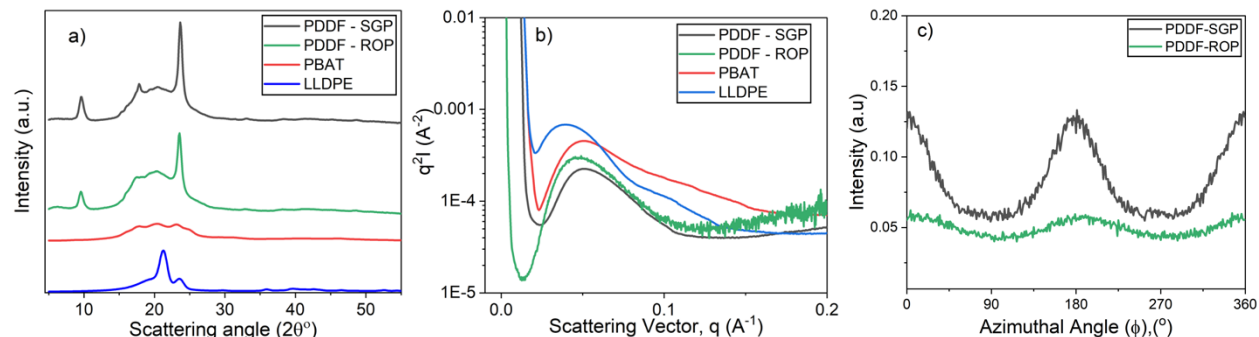 a)
PDDF - SGP
PDDF - ROP
PBAT
LLDPE
Intensity (a.u.)
10 20 30 40 50
Scattering angle (2θ°)
b)
PDDF - SGP
PDDF - ROP
PBAT
LLDPE
q²I (A⁻²)
0.01
0.001
1E-4
1E-5
0.0 0.1 0.2
Scattering Vector, q (A⁻¹)
c)
PDDF-SGP
PDDF-ROP
Intensity (a.u)
0.20
0.15
0.10
0.05
0 90 180 270 360
Azimuthal Angle (ϕ),(°)